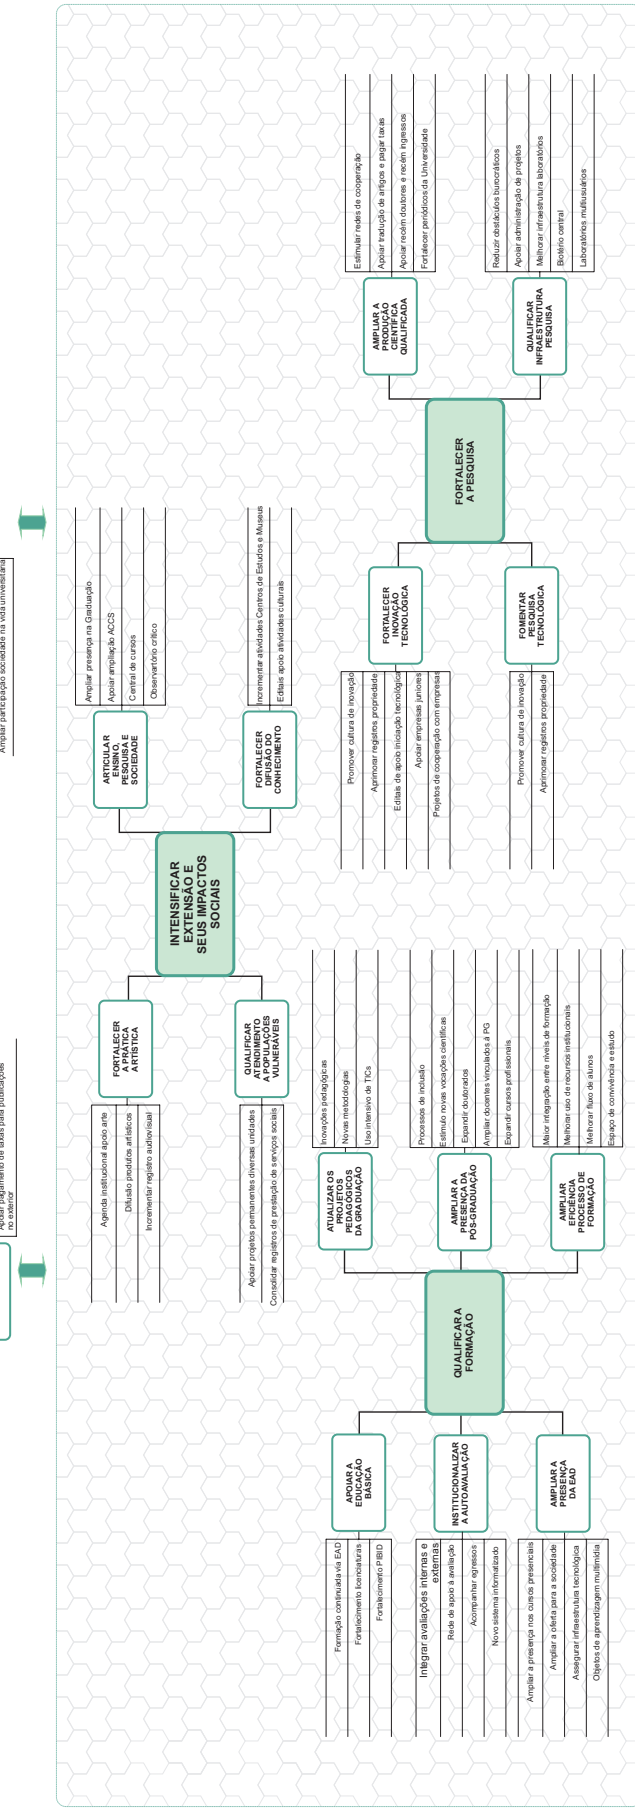 Apoiar pagamento de taxas para publicações
no exterior
Ampliar participação sociedade na vida universitária
INTENSIFICAR
EXTENSÃO E
SEUS IMPACTOS
SOCIAIS
FORTALECER
A PRÁTICA
ARTÍSTICA
Agenda institucional apoio arte
Difusão produtos artísticos
Incrementar registro audiovisual
QUALIFICAR
ATENDIMENTO
A POPULAÇÕES
VULNERÁVEIS
Apoiar projetos permanentes diversas unidades
Consolidar registros de prestação de serviços sociais
ARTICULAR
ENSINO,
PESQUISA E
SOCIEDADE
Ampliar presença na Graduação
Apoiar ampliação ACCS
Central de cursos
Observartório crítico
FORTALECER
DIFUSÃO DO
CONHECIMENTO
Incrementar atividades Centros de Estudos e Museus
Editais apoio atividades culturais
QUALIFICAR A
FORMAÇÃO
APOIAR A
EDUCAÇÃO
BÁSICA
Formação continuada via EAD
Fortalecimento licenciaturas
Fortalecimento PIBID
INSTITUCIONALIZAR
A AUTOAVALIAÇÃO
Integrar avaliações internas e
externas
Rede de apoio à avaliação
Acompanhar egressos
Novo sistema informatizado
AMPLIAR A
PRESENÇA
DA EAD
Ampliar a presença nos cursos presenciais
Ampliar a oferta para a sociedade
Assegurar infraestrutura tecnológica
Objetos de aprendizagem multimídia
ATUALIZAR OS
PROJETOS
PEDAGÓGICOS
DA GRADUAÇÃO
Inovações pedagógicas
Novas metodologias
Uso intensivo de TICs
AMPLIAR A
PRESENÇA DA
PÓS-GRADUAÇÃO
Processos de inclusão
Estímulo novas vocações científicas
Expandir doutorados
Ampliar docentes vinculados à PG
Expandir cursos profissionais
AMPLIAR
EFICIÊNCIA
PROCESSO DE
FORMAÇÃO
Maior integração entre níveis de formação
Melhorar uso de recursos institucionais
Melhorar fluxo de alunos
Espaço de convivência e estudo
FORTALECER
A PESQUISA
FORTALECER
INOVAÇÃO
TECNOLÓGICA
Promover cultura de inovação
Aprimorar registros propriedade
Editais de apoio iniciação tecnológica
Apoiar empresas juniores
Projetos de cooperação com empresas
FOMENTAR
PESQUISA
TECNOLÓGICA
Promover cultura de inovação
Aprimorar registros propriedade
AMPLIAR A
PRODUÇÃO
CIENTÍFICA
QUALIFICADA
Estimular redes de cooperação
Apoiar tradução de artigos e pagar taxas
Apoiar recém doutores e recém ingressos
Fortalecer periódicos da Universidade
QUALIFICAR
INFRAESTRUTURA
PESQUISA
Reduzir obstáculos burocráticos
Apoiar administração de projetos
Melhorar infraestrutura laboratórios
Biotério central
Laboratórios multiusuários